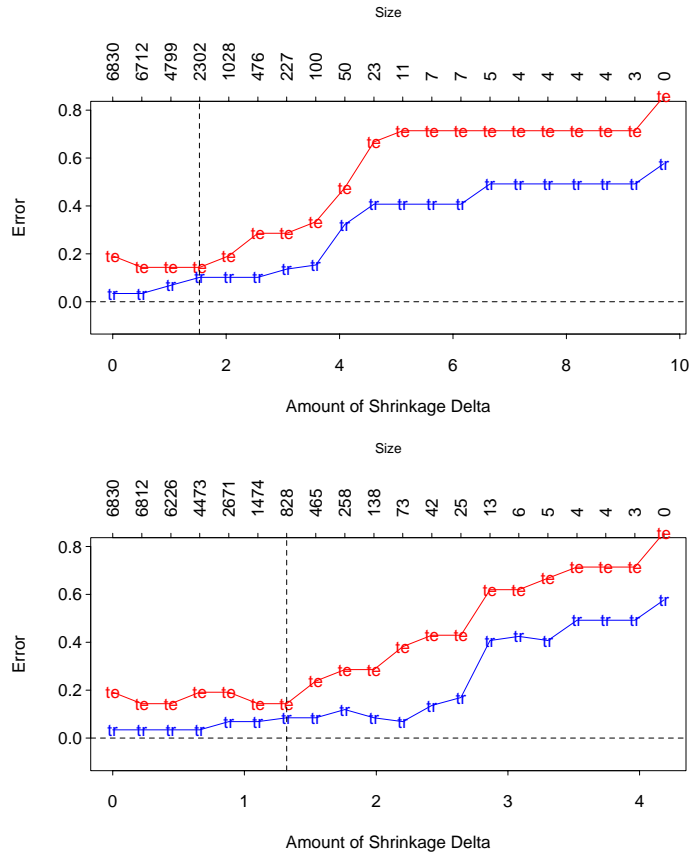 Size
6830 6712 4799 2302 1028 476 227 100 50 23 11 7 7 5 4 4 4 4 3 0
0.8
0.6
0.4
0.2
0.0
Error
te te te te te te te te te te te te te te te te te te te te
tr tr tr tr tr tr tr tr tr tr tr tr tr tr tr tr tr tr tr tr
0 2 4 6 8 10
Amount of Shrinkage Delta
Size
6830 6812 6226 4473 2671 1474 828 465 258 138 73 42 25 13 6 5 4 4 3 0
0.8
0.6
0.4
0.2
0.0
Error
te te te te te te te te te te te te te te te te te te te te
tr tr tr tr tr tr tr tr tr tr tr tr tr tr tr tr tr tr tr tr
0 1 2 3 4
Amount of Shrinkage Delta